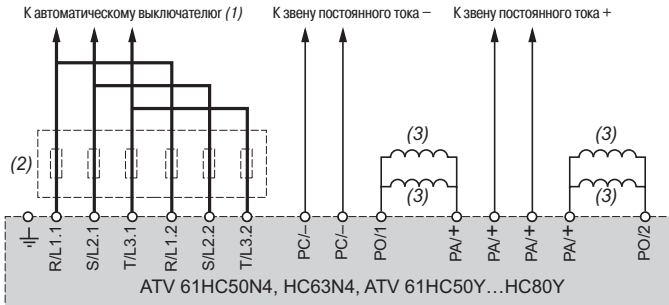 К автоматическому выключателюr (1)
К звену постоянного тока –
К звену постоянного тока +
(3)
(3)
(2)
(3)
(3)
R/L1.1
S/L2.1
T/L3.1
R/L1.2
S/L2.2
T/L3.2
PC/–
PC/–
PO/1
PA/+
PA/+
PA/+
PA/+
PO/2
ATV 61HC50N4, HC63N4, ATV 61HC50Y...HC80Y